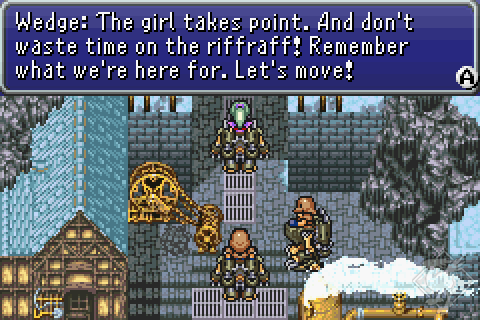 Wedge: The girl takes point. And don't
waste time on the riffraff! Remember
what we're here for. Let's move!
A